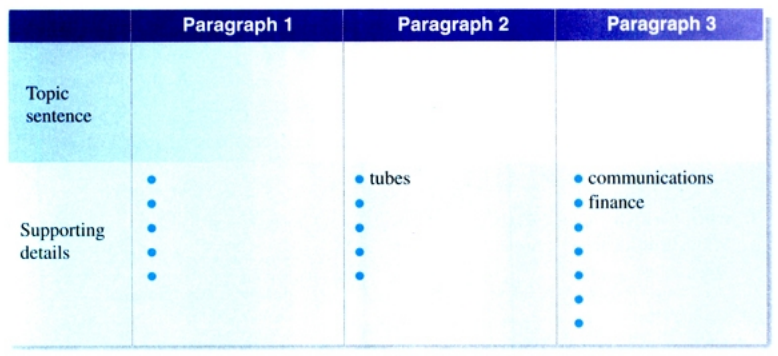 Paragraph 1 Paragraph 2 Paragraph 3
Topic
sentence
• • tubes • communications
• • • finance
Supporting
details
• • •
• • •
• • •
•
•